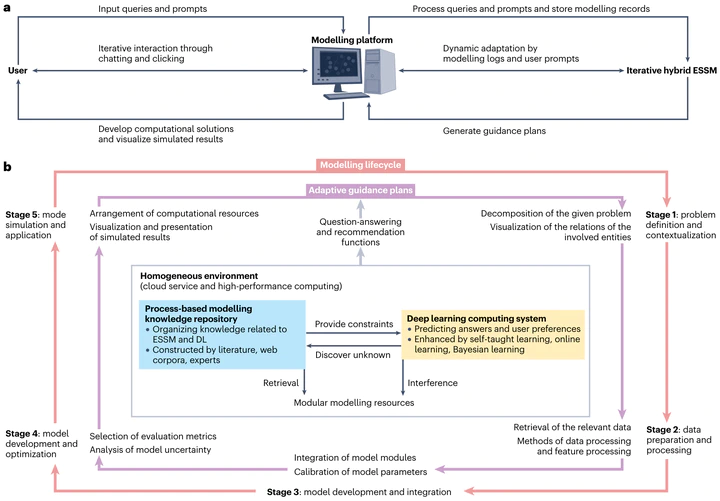 a
Input queries and prompts
Process queries and prompts and store modelling records
Modelling platform
Iterative interaction through
chatting and clicking
Dynamic adaptation by
modelling logs and user prompts
User
Iterative hybrid ESSM
Develop computational solutions
and visualize simulated results
Generate guidance plans
b
Modelling lifecycle
Adaptive guidance plans
Stage 5: mode
simulation and
application
Arrangement of computational resources
Visualization and presentation
of simulated results
Question-answering
and recommendation
functions
Decomposition of the given problem
Visualization of the relations of the
involved entities
Stage 1: problem
definition and
contextualization
Homogeneous environment
(cloud service and high-performance computing)
Process-based modelling
knowledge repository
• Organizing knowledge related to
ESSM and DL
• Constructed by literature, web
corpora, experts
Provide constraints
Discover unknown
Deep learning computing system
• Predicting answers and user preferences
• Enhanced by self-taught learning, online
learning, Bayesian learning
Retrieval
Interference
Modular modelling resources
Stage 4: model
development and
optimization
Selection of evaluation metrics
Analysis of model uncertainty
Integration of model modules
Calibration of model parameters
Retrieval of the relevant data
Methods of data processing
and feature processing
Stage 2: data
preparation and
processing
Stage 3: model development and integration